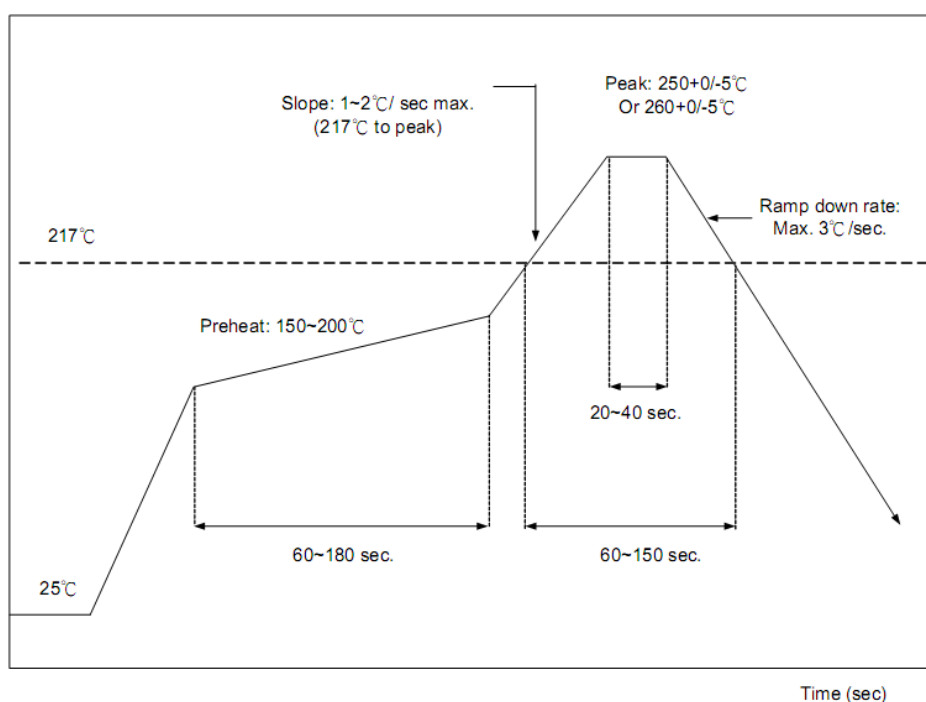 Peak: 250+0/-5℃
Or 260+0/-5℃
Slope: 1~2℃/ sec max.
(217℃ to peak)
Ramp down rate:
Max. 3℃/sec.
217℃
Preheat: 150~200℃
20~40 sec.
60~180 sec.
60~150 sec.
25℃
Time (sec)